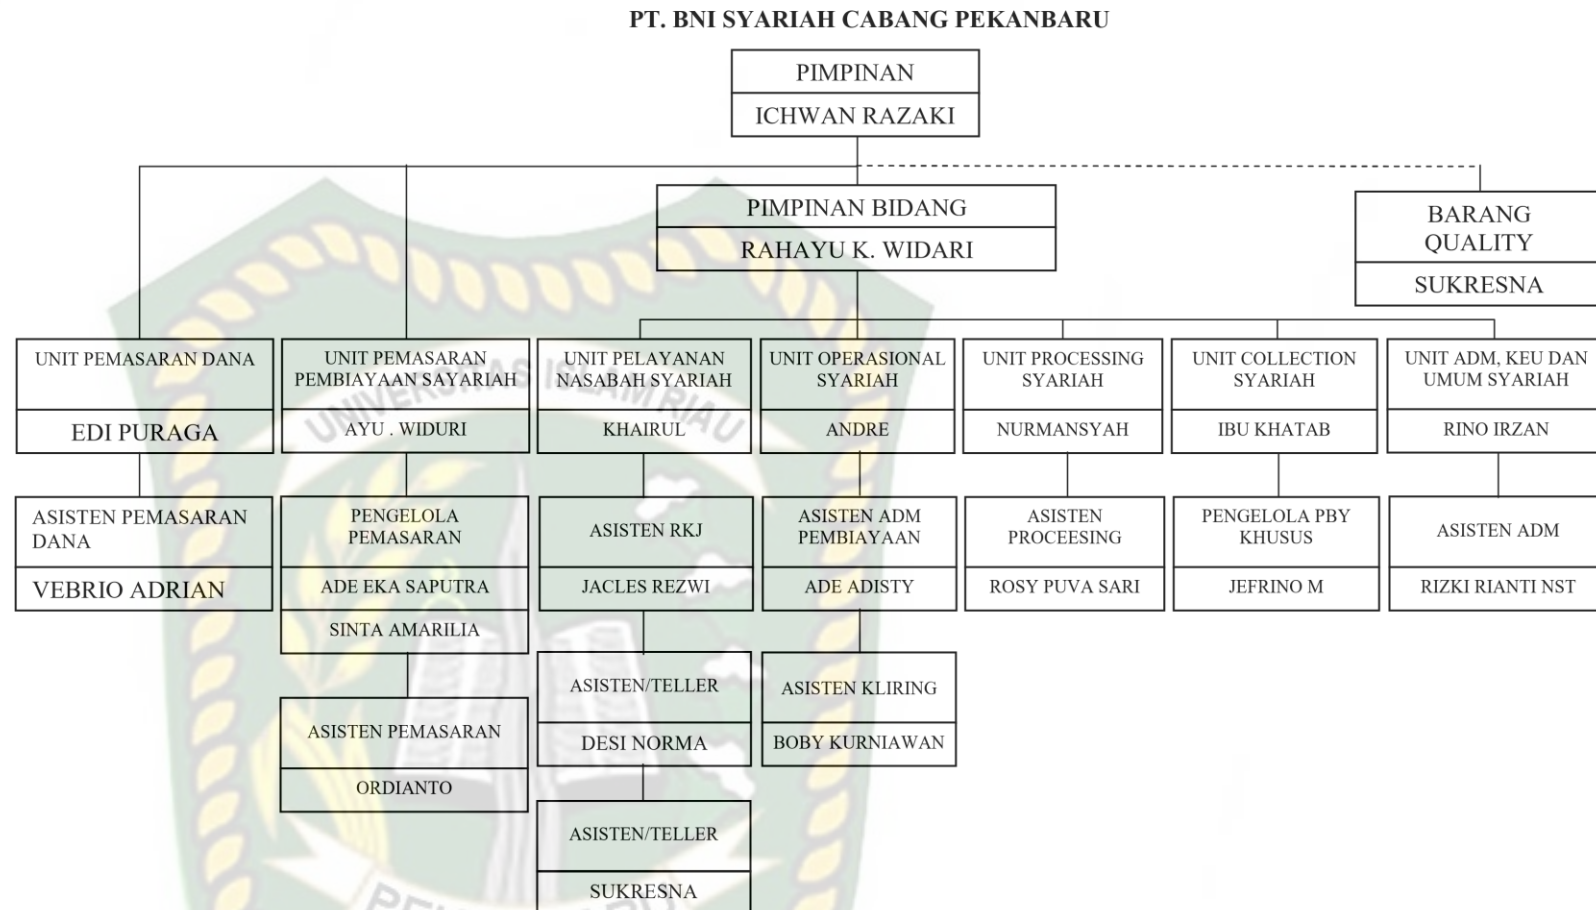 PT. BNI SYARIAH CABANG PEKANBARU
PIMPINAN
ICHWAN RAZAKI
PIMPINAN BIDANG
RAHAYU K. WIDARI
BARANG
QUALITY
SUKRESNA
UNIT PEMASARAN DANA
EDI PURAGA
UNIT PEMASARAN
PEMBIAYAAN SAYARIAH
AYU . WIDURI
UNIT PELAYANAN
NASABAH SYARIAH
KHAIRUL
UNIT OPERASIONAL
SYARIAH
ANDRE
UNIT PROCESSING
SYARIAH
NURMANSYAH
UNIT COLLECTION
SYARIAH
IBU KHATAB
UNIT ADM, KEU DAN
UMUM SYARIAH
RINO IRZAN
ASISTEN PEMASARAN
DANA
VEBRIO ADRIAN
PENGELOLA
PEMASARAN
ADE EKA SAPUTRA
SINTA AMARILIA
ASISTEN RKJ
JACLES REZWI
ASISTEN ADM
PEMBIAYAAN
ADE ADISTY
ASISTEN
PROCEESING
ROSY PUVA SARI
PENGELOLA PBY
KHUSUS
JEFRINO M
ASISTEN ADM
RIZKI RIANTI NST
ASISTEN PEMASARAN
ORDIANTO
ASISTEN/TELLER
DESI NORMA
ASISTEN KLIRING
BOBY KURNIAWAN
ASISTEN/TELLER
SUKRESNA
UNIVERSITAS ISLAM RIAU